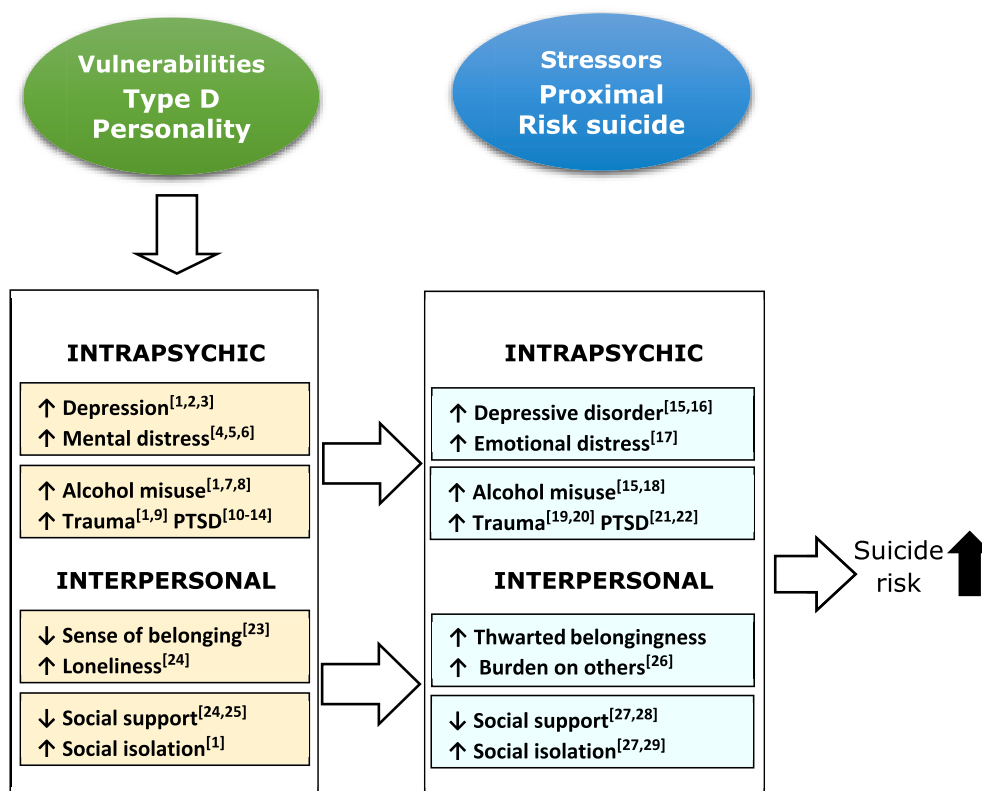 Vulnerabilities
Type D
Personality
Stressors
Proximal
Risk suicide
INTRAPSYCHIC
↑ Depression[1,2,3]
↑ Mental distress[4,5,6]
↑ Alcohol misuse[1,7,8]
↑ Trauma[1,9] PTSD[10-14]
INTERPERSONAL
↓ Sense of belonging[23]
↑ Loneliness[24]
↓ Social support[24,25]
↑ Social isolation[1]
INTRAPSYCHIC
↑ Depressive disorder[15,16]
↑ Emotional distress[17]
↑ Alcohol misuse[15,18]
↑ Trauma[19,20] PTSD[21,22]
INTERPERSONAL
↑ Thwarted belongingness
↑ Burden on others[26]
↓ Social support[27,28]
↑ Social isolation[27,29]
Suicide
risk